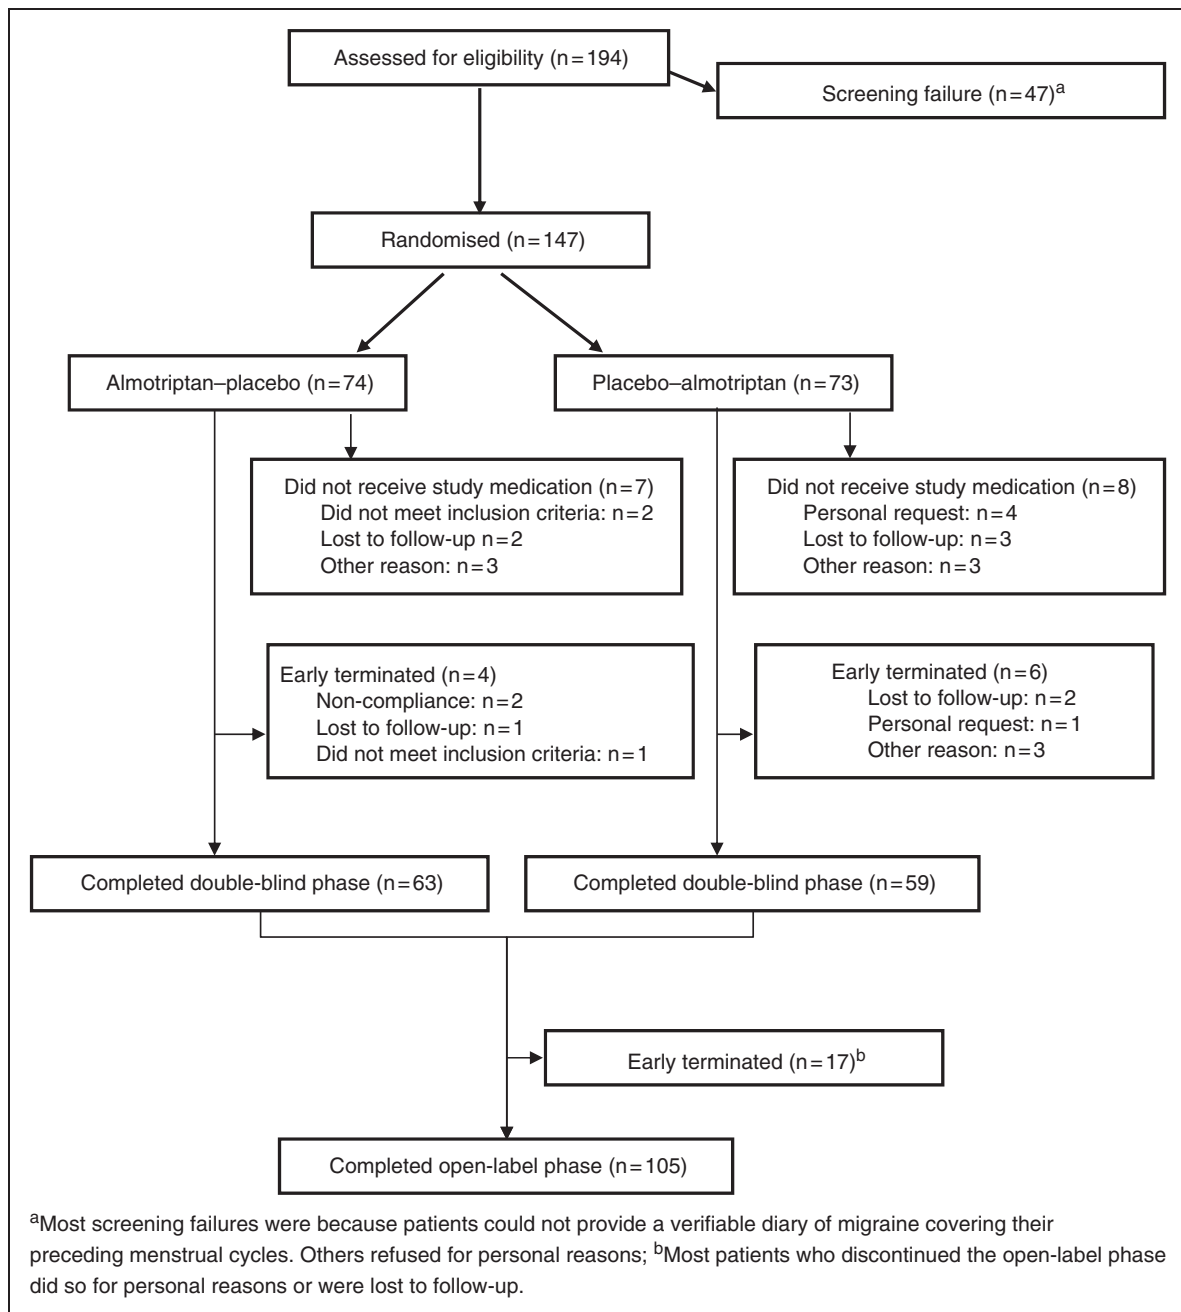 Assessed for eligibility (n=194)
Screening failure (n=47)a
Randomised (n=147)
Almotriptan–placebo (n=74)
Placebo–almotriptan (n=73)
Did not receive study medication (n=7)
Did not meet inclusion criteria: n=2
Lost to follow-up n=2
Other reason: n=3
Did not receive study medication (n=8)
Personal request: n=4
Lost to follow-up: n=3
Other reason: n=3
Early terminated (n=4)
Non-compliance: n=2
Lost to follow-up: n=1
Did not meet inclusion criteria: n=1
Early terminated (n=6)
Lost to follow-up: n=2
Personal request: n=1
Other reason: n=3
Completed double-blind phase (n=63)
Completed double-blind phase (n=59)
Early terminated (n=17)b
Completed open-label phase (n=105)
aMost screening failures were because patients could not provide a verifiable diary of migraine covering their
preceding menstrual cycles. Others refused for personal reasons; bMost patients who discontinued the open-label phase
did so for personal reasons or were lost to follow-up.